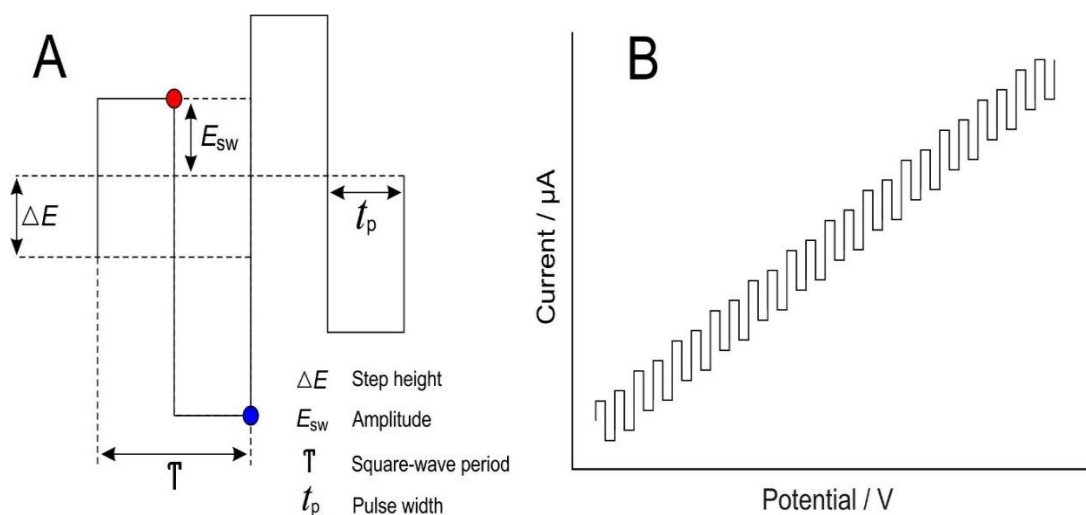 A
E_sw
ΔE
t_p
T
ΔE Step height
E_sw Amplitude
T Square-wave period
t_p Pulse width
B
Current / µA
Potential / V